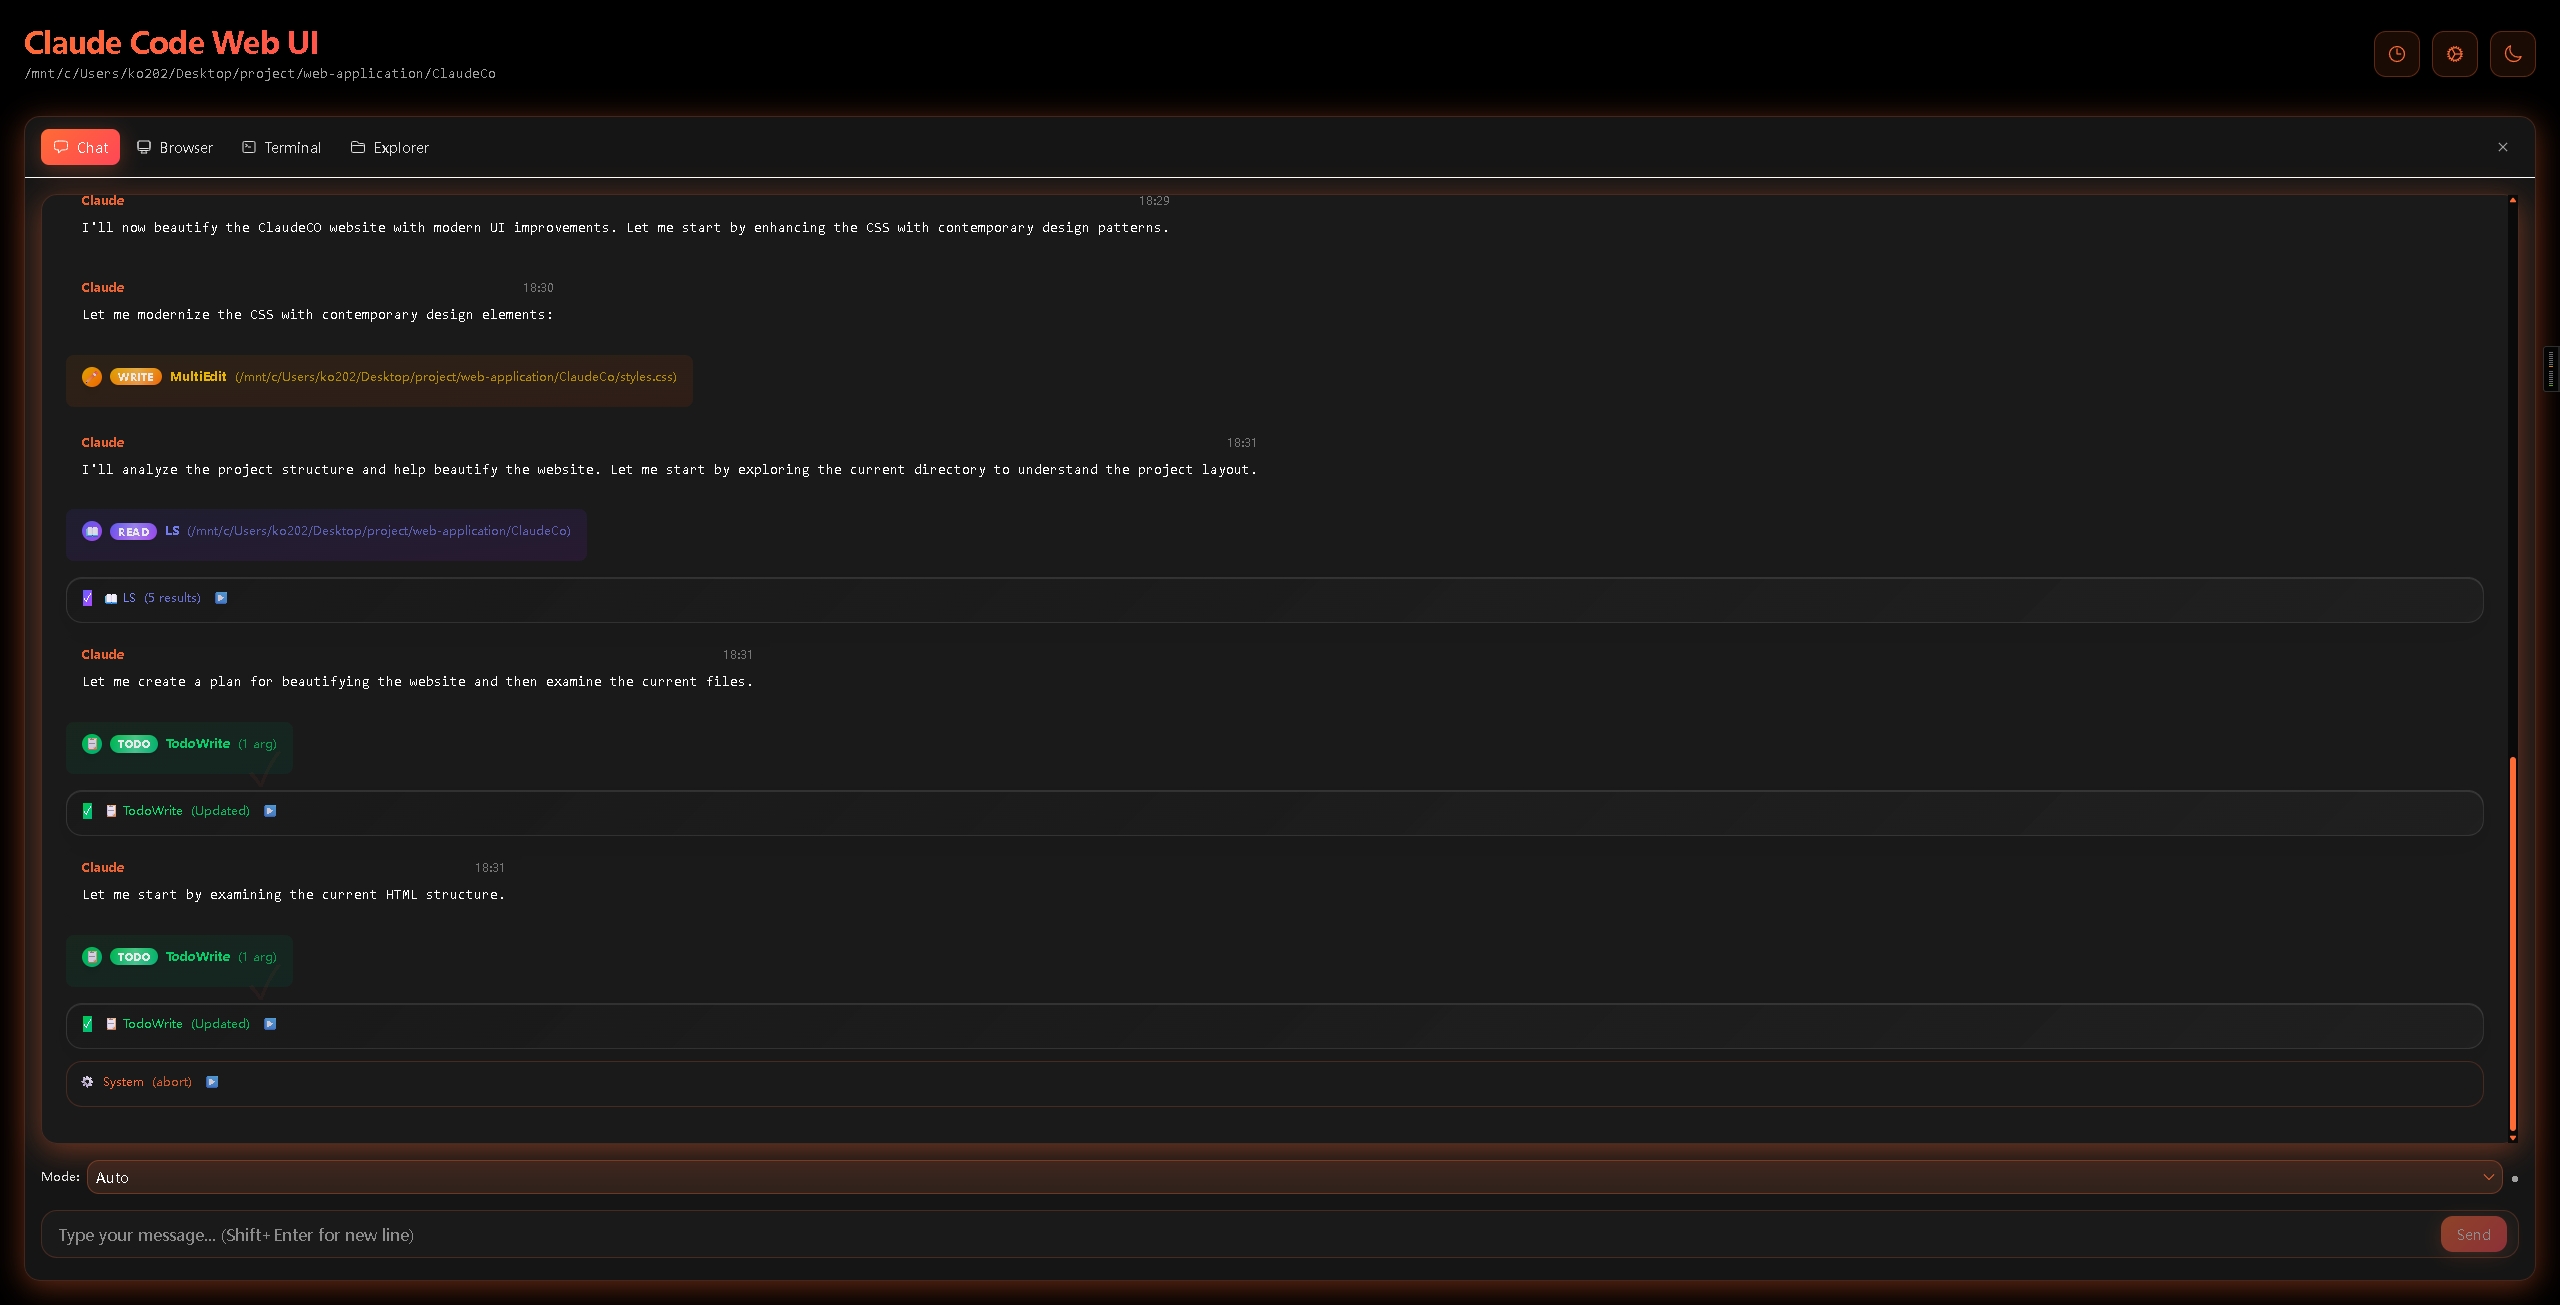 Claude Code Web UI
/mnt/c/Users/ko202/Desktop/project/web-application/ClaudeCo
Chat Browser Terminal Explorer
Claude 18:29
I'll now beautify the ClaudeCO website with modern UI improvements. Let me start by enhancing the CSS with contemporary design patterns.
Claude 18:30
Let me modernize the CSS with contemporary design elements:
WRITE MultiEdit (/mnt/c/Users/ko202/Desktop/project/web-application/ClaudeCo/styles.css)
Claude 18:31
I'll analyze the project structure and help beautify the website. Let me start by exploring the current directory to understand the project layout.
READ LS (/mnt/c/Users/ko202/Desktop/project/web-application/ClaudeCo)
LS (5 results)
Claude 18:31
Let me create a plan for beautifying the website and then examine the current files.
TODO TodoWrite (1 arg)
TodoWrite (Updated)
Claude 18:31
Let me start by examining the current HTML structure.
TODO TodoWrite (1 arg)
TodoWrite (Updated)
System (abort)
Mode: Auto
Type your message... (Shift+Enter for new line) Send